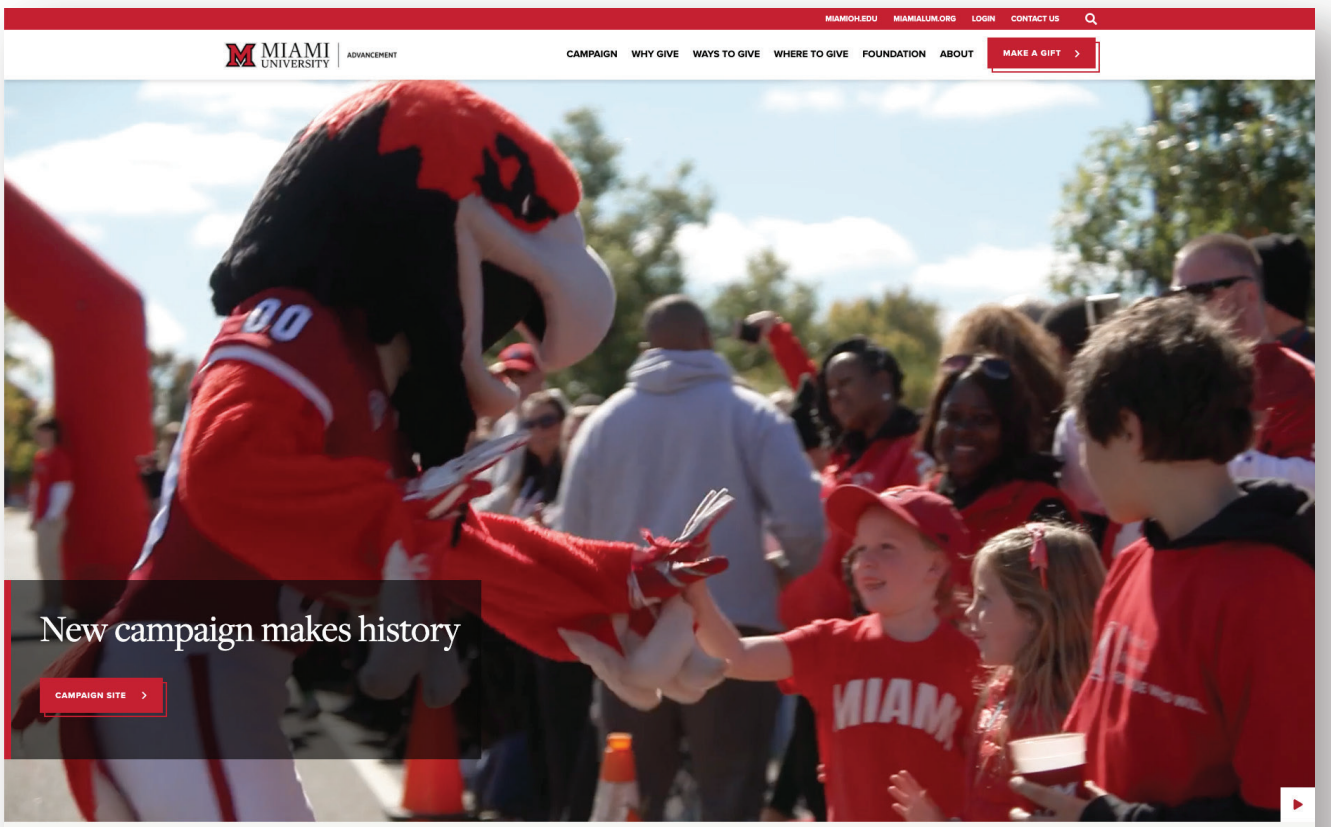 MIAMIOH.EDU MIAMIALUM.ORG LOGIN CONTACT US
MIAMI UNIVERSITY ADVANCEMENT
CAMPAIGN WHY GIVE WAYS TO GIVE WHERE TO GIVE FOUNDATION ABOUT MAKE A GIFT
00
MIAMI
New campaign makes history
CAMPAIGN SITE